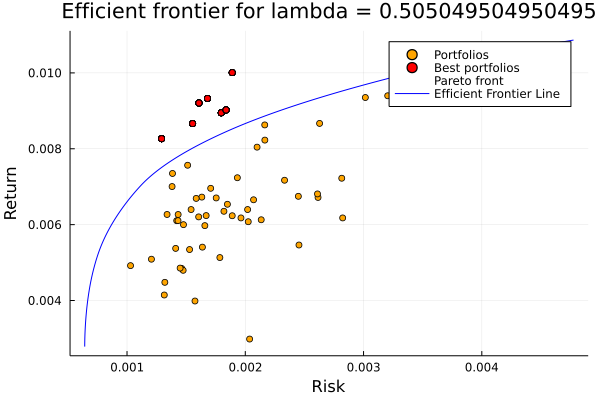 Efficient frontier for lambda = 0.505049504950495
Portfolios
Best portfolios
Pareto front
Efficient Frontier Line
Return
0.010
0.008
0.006
0.004
0.001
0.002
0.003
0.004
Risk